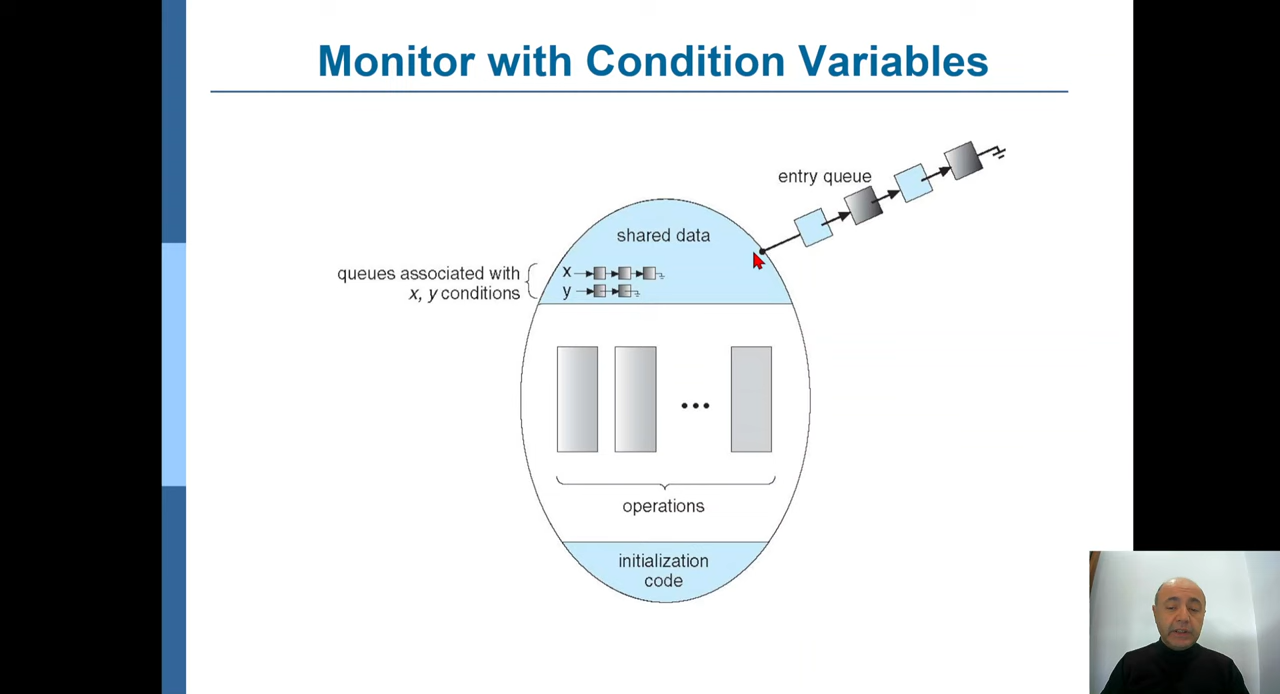 Monitor with Condition Variables
entry queue
shared data
queues associated with
x, y conditions
x
y
•••
operations
initialization
code